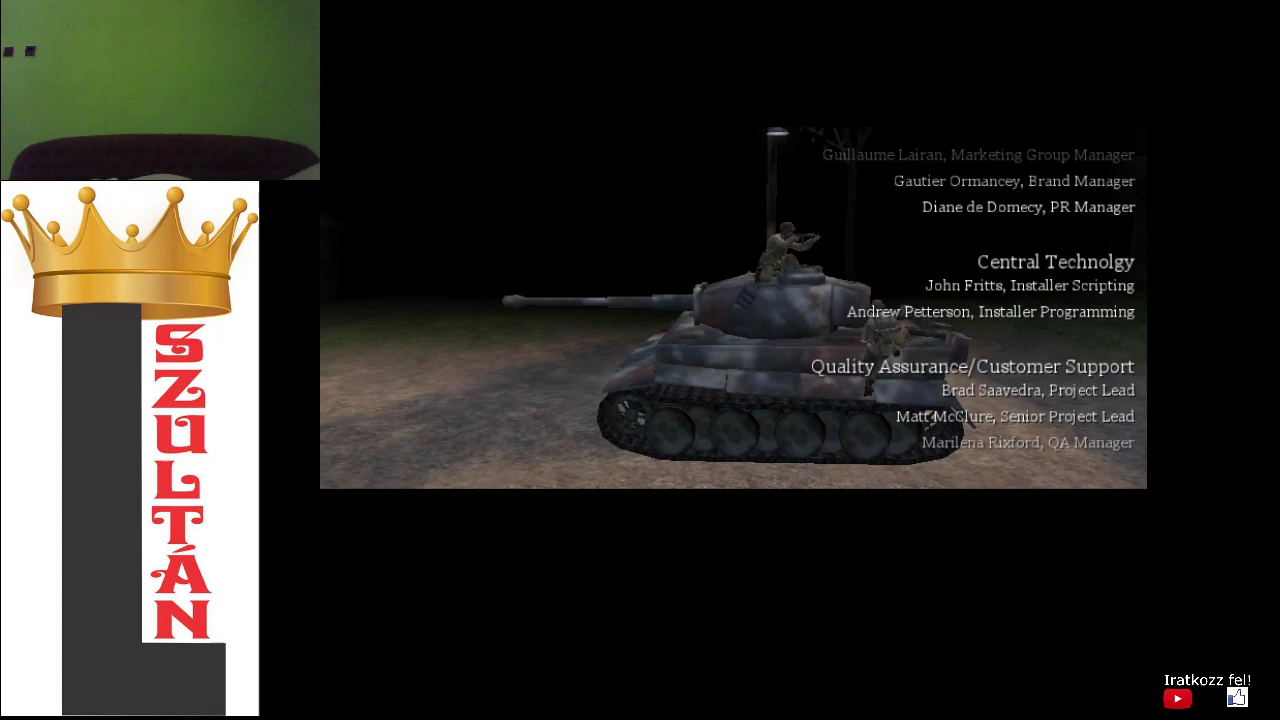 SZULTÁN
Guillaume Lairan, Marketing Group Manager
Gautier Ormancey, Brand Manager
Diane de Domecy, PR Manager
Central Technolgy
John Fritts, Installer Scripting
Andrew Petterson, Installer Programming
Quality Assurance/Customer Support
Brad Saavedra, Project Lead
Matt McClure, Senior Project Lead
Marilena Rixford, QA Manager
Iratkozz fel!